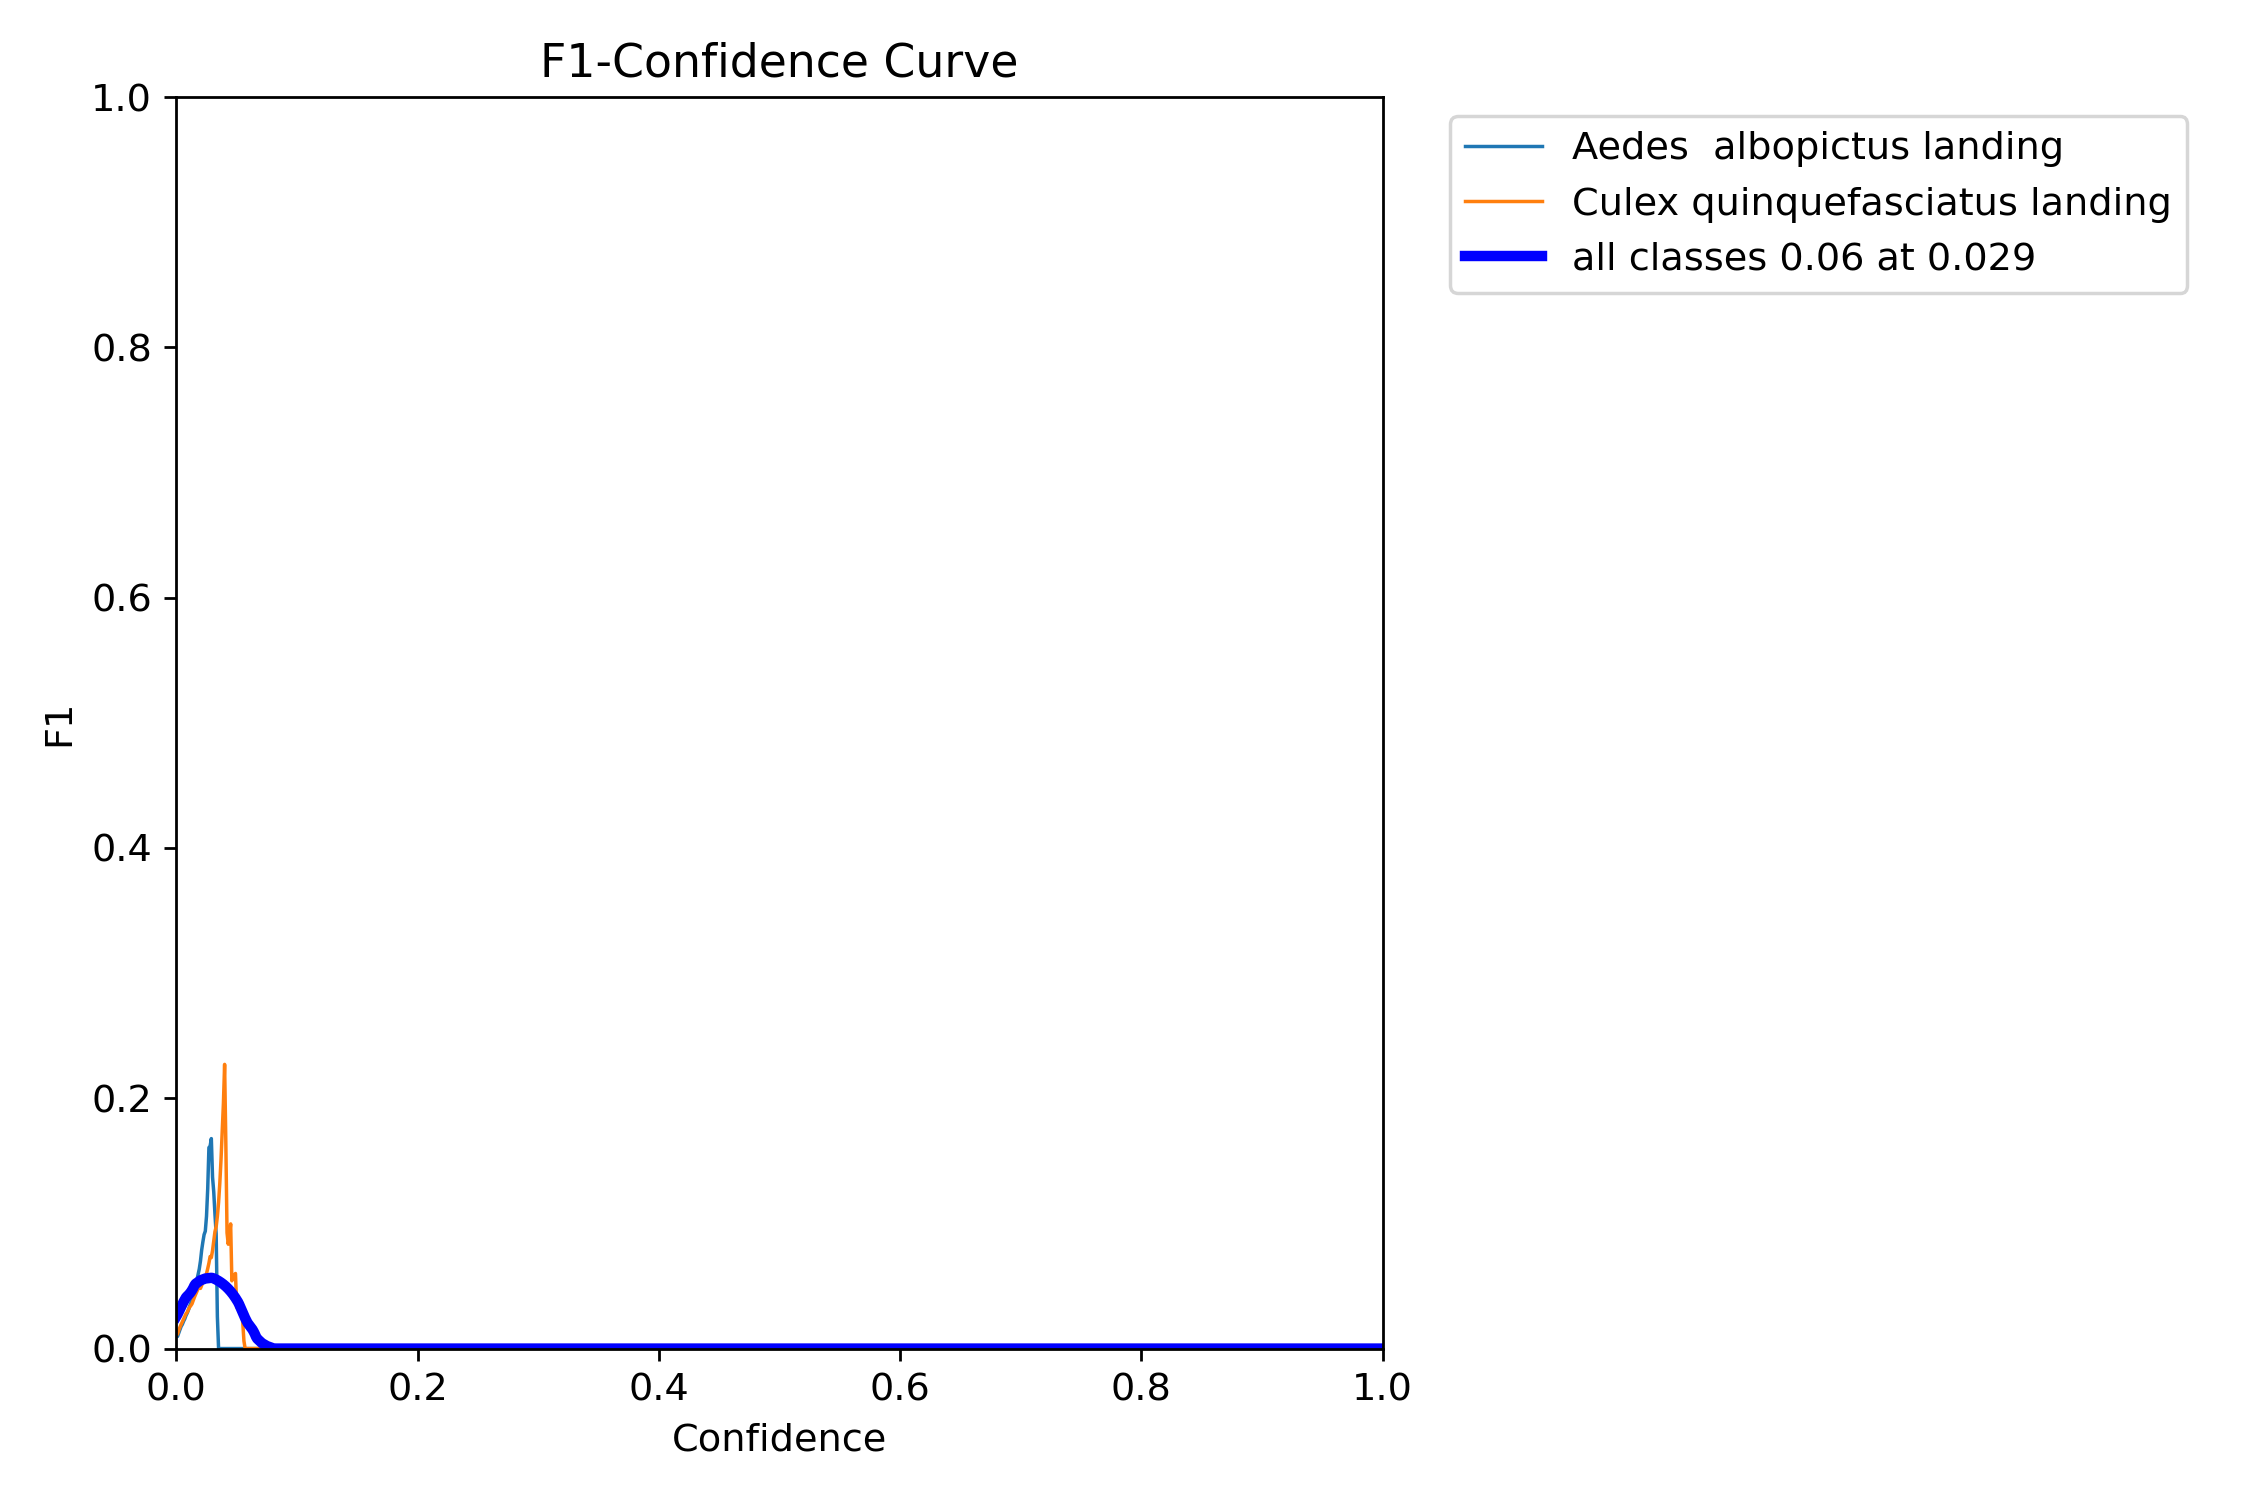 F1-Confidence Curve
1.0
0.8
0.6
0.4
0.2
0.0
F1
0.0 0.2 0.4 0.6 0.8 1.0
Confidence
Aedes  albopictus landing
Culex quinquefasciatus landing
all classes 0.06 at 0.029